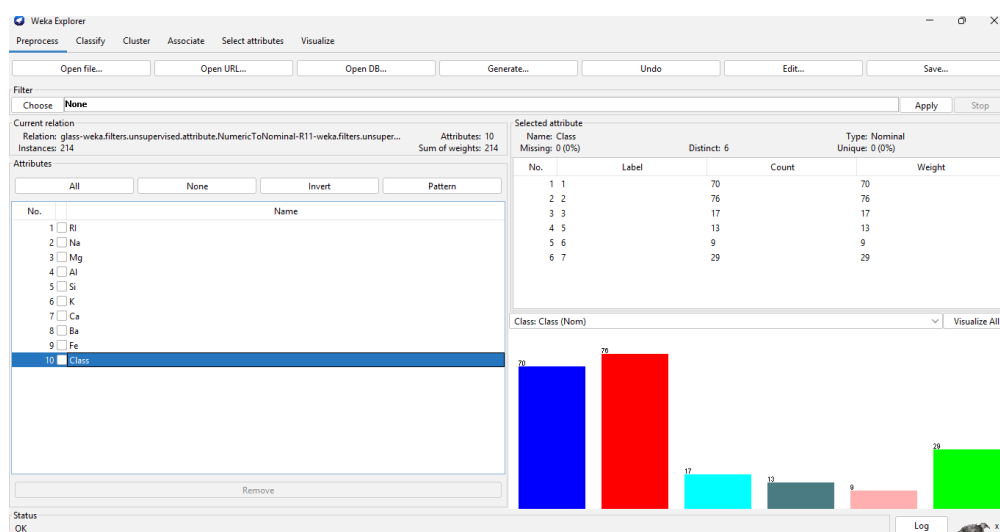 Weka Explorer
Preprocess Classify Cluster Associate Select attributes Visualize
Open file... Open URL... Open DB... Generate... Undo Edit... Save...
Filter
Choose None Apply Stop
Current relation
Relation: glass-weka.filters.unsupervised.attribute.NumericToNominal-R11-weka.filters.unsuper... Attributes: 10
Instances: 214 Sum of weights: 214
Attributes
All None Invert Pattern
No. Name
1 RI
2 Na
3 Mg
4 Al
5 Si
6 K
7 Ca
8 Ba
9 Fe
10 Class
Remove
Selected attribute
Name: Class Type: Nominal
Missing: 0 (0%) Distinct: 6 Unique: 0 (0%)
No. Label Count Weight
1 1 70 70
2 2 76 76
3 3 17 17
4 5 13 13
5 6 9 9
6 7 29 29
Class: Class (Nom) Visualize All
70 76 17 13 9 29
Status
OK
Log x